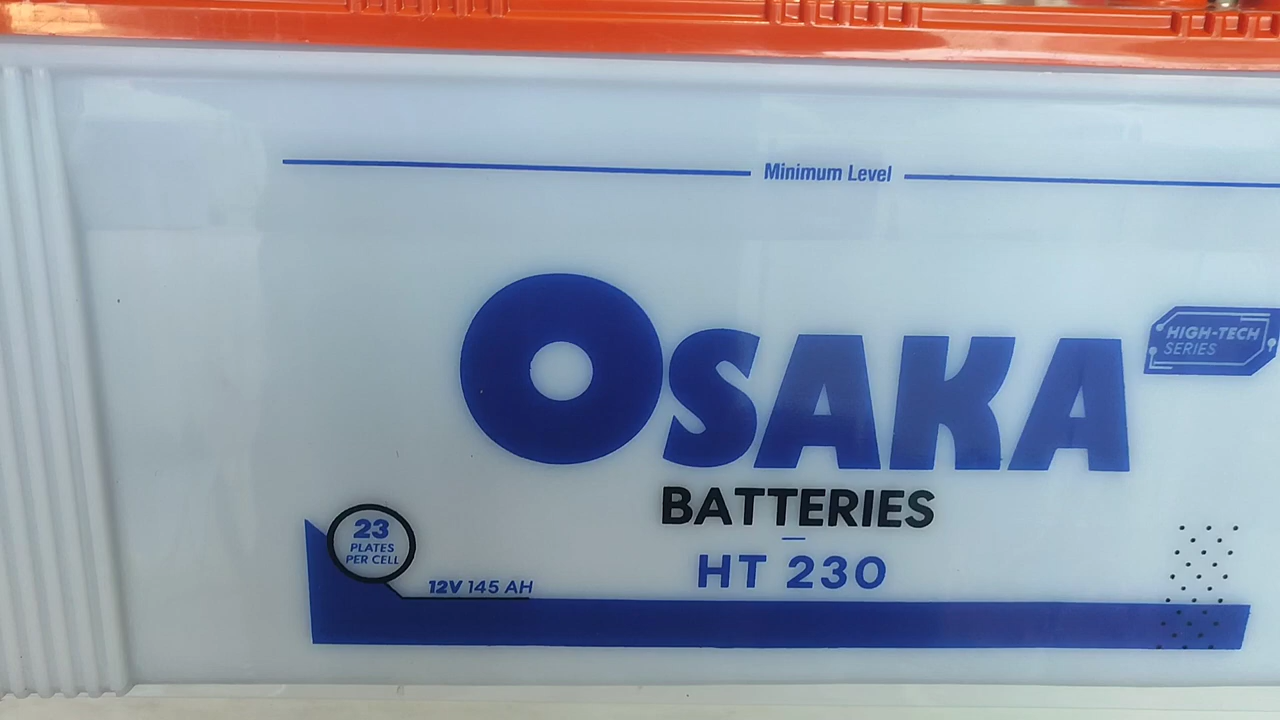 Minimum Level
OSAKA
HIGH-TECH
SERIES
BATTERIES
HT 230
23
PLATES
PER CELL
12V 145 AH